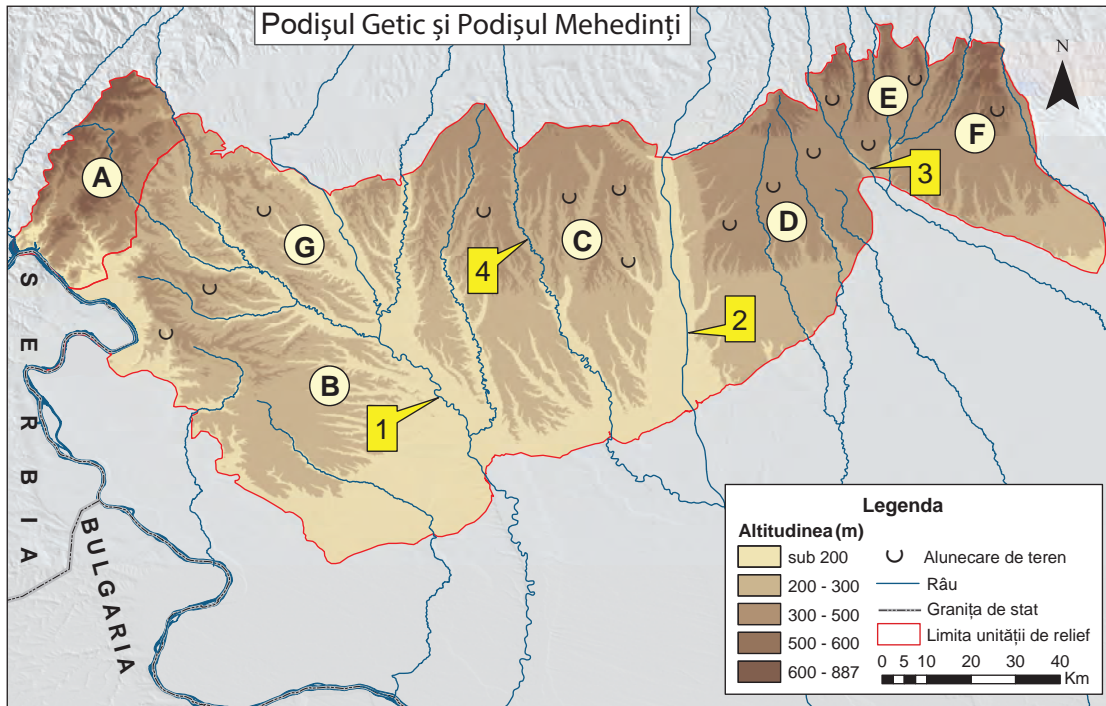 Podișul Getic și Podișul Mehedinți
N
A
B
C
D
E
F
G
1
2
3
4
SERBIA
BULGARIA
Legenda
Altitudinea (m)
sub 200
200 - 300
300 - 500
500 - 600
600 - 887
Alunecare de teren
Râu
Granița de stat
Limita unității de relief
0 5 10 20 30 40
Km